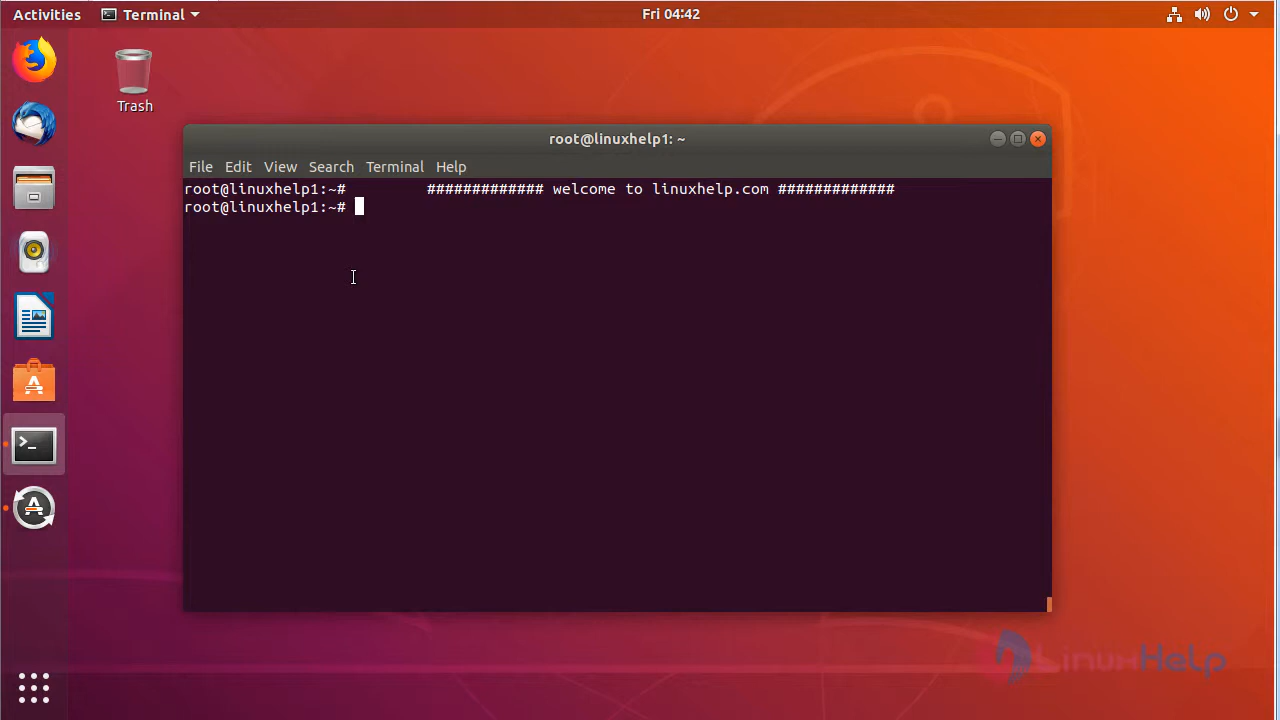 Activities Terminal Fri 04:42
Trash
root@linuxhelp1: ~
File Edit View Search Terminal Help
root@linuxhelp1:~# ############# welcome to linuxhelp.com #############
root@linuxhelp1:~#
LinuxHelp